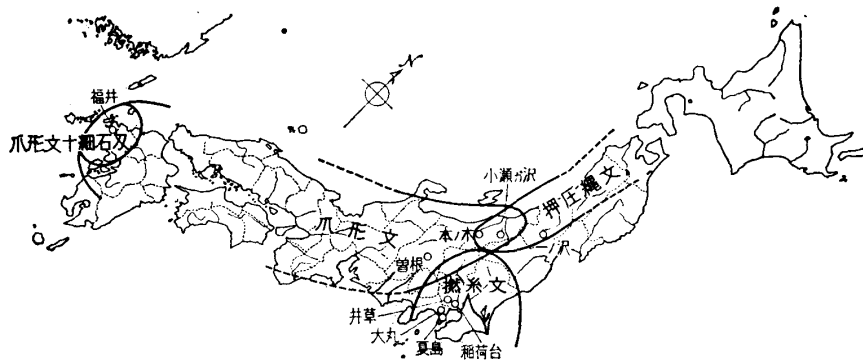 N
福井
爪形文十細石刃
小瀬ヶ沢
押圧縄文
爪形文
本ノ木
一ノ沢
曽根
撚糸文
井草
大丸
夏島
稲荷台